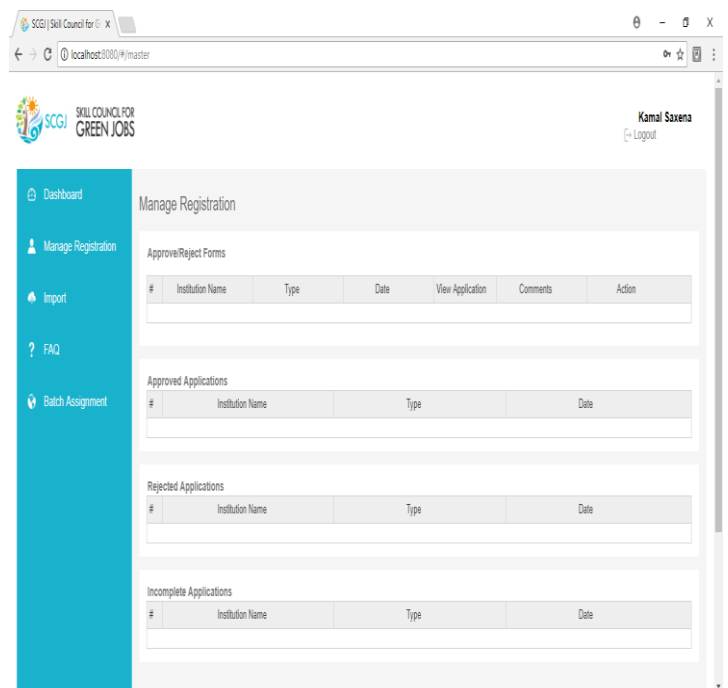 SCGJ | Skill Council for G
localhost:8080/#/master
SCGJ
SKILL COUNCIL FOR
GREEN JOBS
Kamal Saxena
Logout
Dashboard
Manage Registration
Import
? FAQ
Batch Assignment
Manage Registration
Approve/Reject Forms
# Institution Name Type Date View Application Comments Action
Approved Applications
# Institution Name Type Date
Rejected Applications
# Institution Name Type Date
Incomplete Applications
# Institution Name Type Date